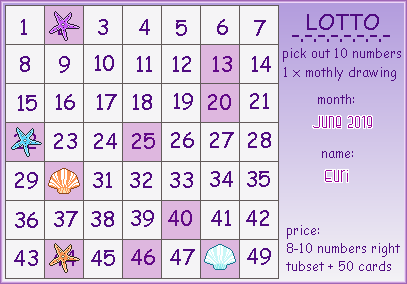 1 3 4 5 6 7
8 9 10 11 12 13 14
15 16 17 18 19 20 21
23 24 25 26 27 28
29 31 32 33 34 35
36 37 38 39 40 41 42
43 45 46 47 49
LOTTO
pick out 10 numbers
1 x mothly drawing
month:
June 2019
name:
Euri
price:
8-10 numbers right
tubset + 50 cards